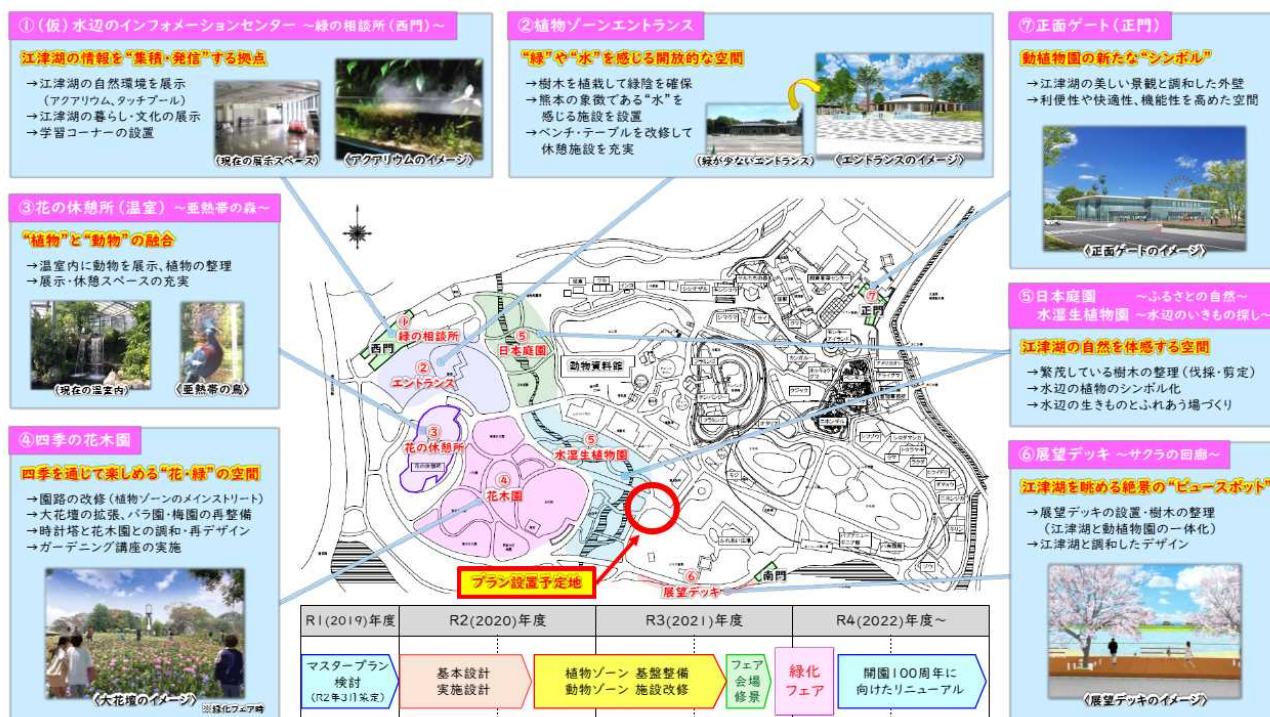 ①(仮)水辺のインフォメーションセンター ～緑の相談所(西門)～
江津湖の情報を“集積・発信”する拠点
→江津湖の自然環境を展示
(アクアリウム、タッチプール)
→江津湖の暮らし・文化の展示
→学習コーナーの設置
(現在の展示スペース)
《アクアリウムのイメージ》
②植物ゾーンエントランス
“緑”や“水”を感じる開放的な空間
→樹木を植栽して緑陰を確保
→熊本の象徴である“水”を
感じる施設を設置
→ベンチ・テーブルを改修して
休憩施設を充実
(緑が少ないエントランス)
《エントランスのイメージ》
⑦正面ゲート(正門)
動植物園の新たな“シンボル”
→江津湖の美しい景観と調和した外壁
→利便性や快適性、機能性を高めた空間
《正面ゲートのイメージ》
③花の休憩所(温室) ～亜熱帯の森～
“植物”と“動物”の融合
→温室内に動物を展示、植物の整理
→展示・休憩スペースの充実
(現在の温室内)
《亜熱帯の鳥》
⑤日本庭園 ～ふるさとの自然～
水湿生植物園 ～水辺のいきもの探し～
江津湖の自然を体感する空間
→繁茂している樹木の整理(伐採・剪定)
→水辺の植物のシンボル化
→水辺の生きものとふれあう場づくり
④四季の花木園
四季を通じて楽しめる“花・緑”の空間
→園路の改修(植物ゾーンのメインストリート)
→大花壇の拡張、バラ園・梅園の再整備
→時計塔と花木園との調和・再デザイン
→ガーデニング講座の実施
《大花壇のイメージ》
※緑化フェア時
⑥展望デッキ ～サクラの回廊～
江津湖を眺める絶景の“ビュースポット”
→展望デッキの設置・樹木の整理
(江津湖と動植物園の一体化)
→江津湖と調和したデザイン
《展望デッキのイメージ》
①
緑の相談所
西門
②
エントランス
⑤
日本庭園
動物資料館
⑦
正門
③
花の休憩所
花の休憩所
④
花木園
⑤
水湿生植物園
プラン設置予定地
⑥
展望デッキ
南門
R1(2019)年度
R2(2020)年度
R3(2021)年度
R4(2022)年度～
マスタープラン
検討
(R2年3月策定)
基本設計
実施設計
植物ゾーン 基盤整備
動物ゾーン 施設改修
フェア
会場
修景
緑化
フェア
開園100周年に
向けたリニューアル